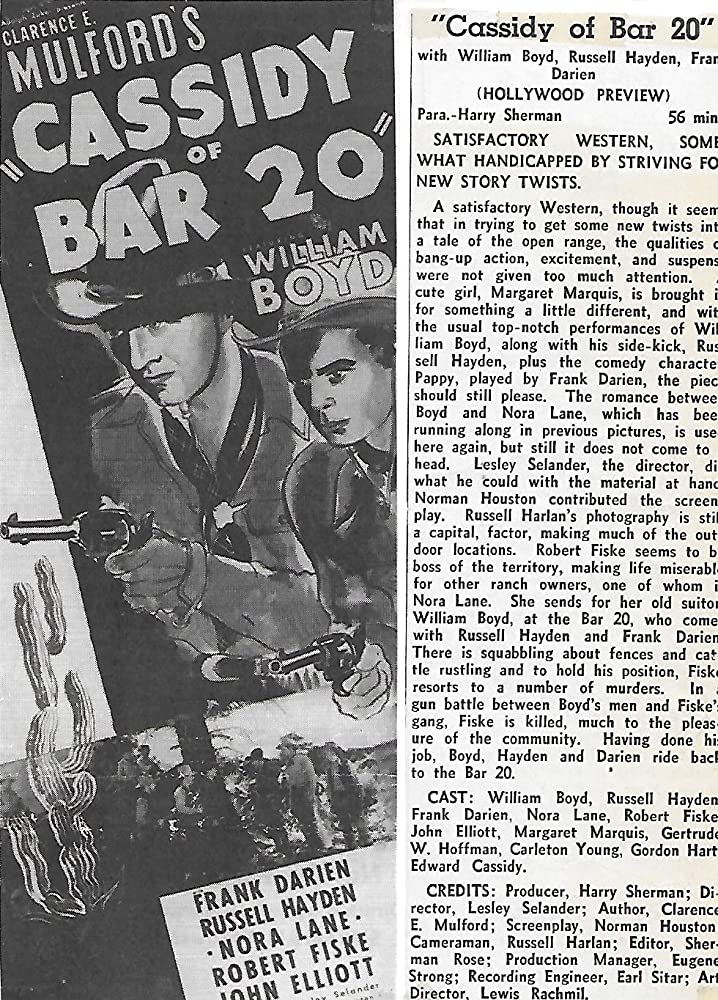 CLARENCE E.
MULFORD'S
"CASSIDY
OF
BAR 20"
WILLIAM
BOYD
FRANK DARIEN
RUSSELL HAYDEN
· NORA LANE ·
ROBERT FISKE
JOHN ELLIOTT
Selander
"Cassidy of Bar 20"
with William Boyd, Russell Hayden, Fran
Darien
(HOLLYWOOD PREVIEW)
Para.-Harry Sherman 56 min
SATISFACTORY WESTERN, SOME
WHAT HANDICAPPED BY STRIVING FO
NEW STORY TWISTS.
A satisfactory Western, though it seem
that in trying to get some new twists int
a tale of the open range, the qualities o
bang-up action, excitement, and suspens
were not given too much attention.
cute girl, Margaret Marquis, is brought i
for something a little different, and wit
the usual top-notch performances of Wil
liam Boyd, along with his side-kick, Rus
sell Hayden, plus the comedy characte
Pappy, played by Frank Darien, the piec
should still please. The romance betwee
Boyd and Nora Lane, which has bee
running along in previous pictures, is use
here again, but still it does not come to
head. Lesley Selander, the director, di
what he could with the material at hand
Norman Houston contributed the screen
play. Russell Harlan's photography is stil
a capital, factor, making much of the out
door locations. Robert Fiske seems to b
boss of the territory, making life miserabl
for other ranch owners, one of whom i
Nora Lane. She sends for her old suitor
William Boyd, at the Bar 20, who come
with Russell Hayden and Frank Darien
There is squabbling about fences and cat-
tle rustling and to hold his position, Fiske
resorts to a number of murders. In a
gun battle between Boyd's men and Fiske's
gang, Fiske is killed, much to the pleas-
ure of the community. Having done hi
job, Boyd, Hayden and Darien ride back
to the Bar 20.
CAST: William Boyd, Russell Hayden
Frank Darien, Nora Lane, Robert Fiske
John Elliott, Margaret Marquis, Gertrude
W. Hoffman, Carleton Young, Gordon Hart
Edward Cassidy.
CREDITS: Producer, Harry Sherman; Di-
rector, Lesley Selander; Author, Clarence
E. Mulford; Screenplay, Norman Houston
Cameraman, Russell Harlan; Editor, Sher-
man Rose; Production Manager, Eugene
Strong; Recording Engineer, Earl Sitar; Art
Director, Lewis Rachmil.